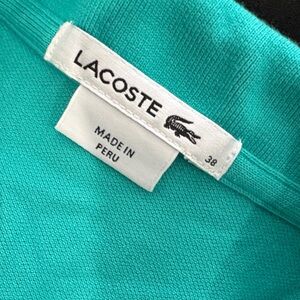 LACOSTE
38
MADE IN
PERU